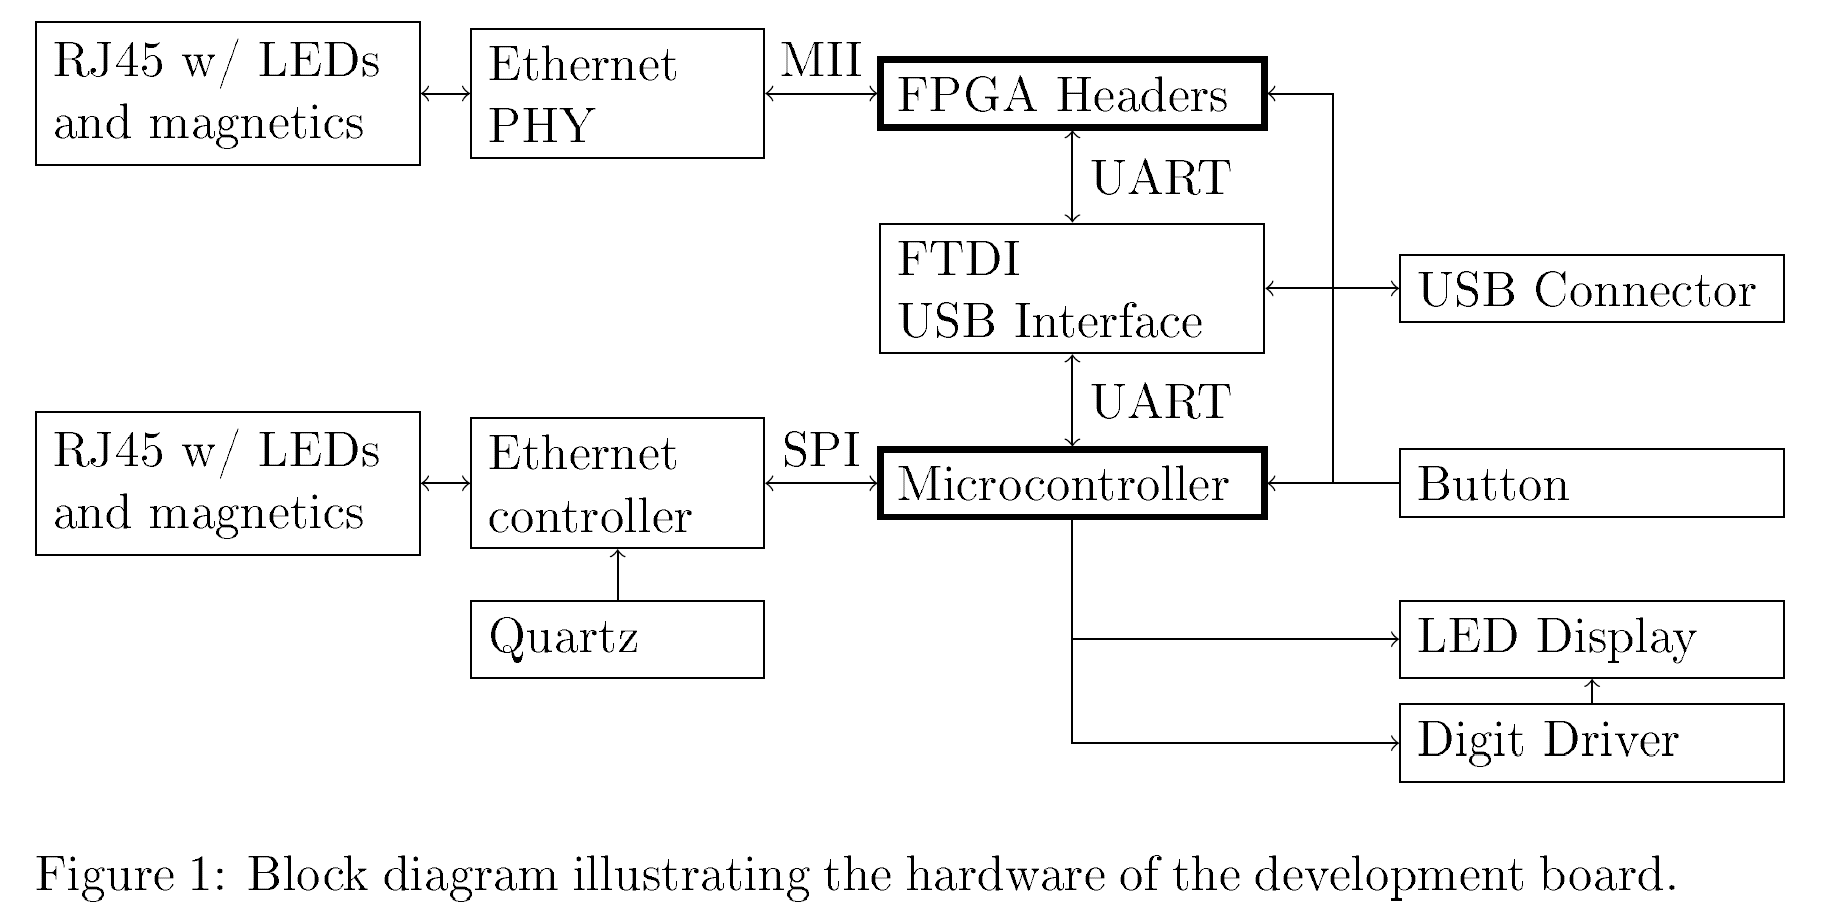 RJ45 w/ LEDs
and magnetics
Ethernet
PHY
MII
FPGA Headers
UART
FTDI
USB Interface
USB Connector
UART
RJ45 w/ LEDs
and magnetics
Ethernet
controller
SPI
Microcontroller
Button
Quartz
LED Display
Digit Driver
Figure 1: Block diagram illustrating the hardware of the development board.